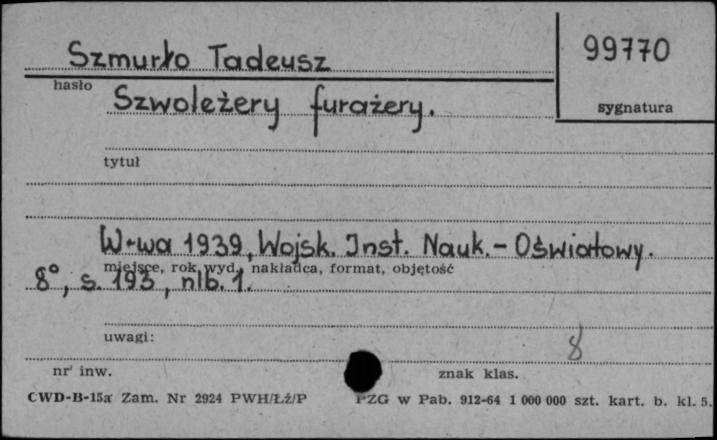 Szmurło Tadeusz
99770
hasło
Szwoleżery furażery.
sygnatura
tytuł
W-wa 1939, Wojsk. Inst. Nauk.-Oświatowy.
miejsce, rok wyd., nakładca, format, objętość
8°, s. 193, nlb. 1.
uwagi:
8
nr inw.
znak klas.
CWD-B-15a Zam. Nr 2924 PWH/Łż/P PZG w Pab. 912-64 1 000 000 szt. kart. b. kl. 5.